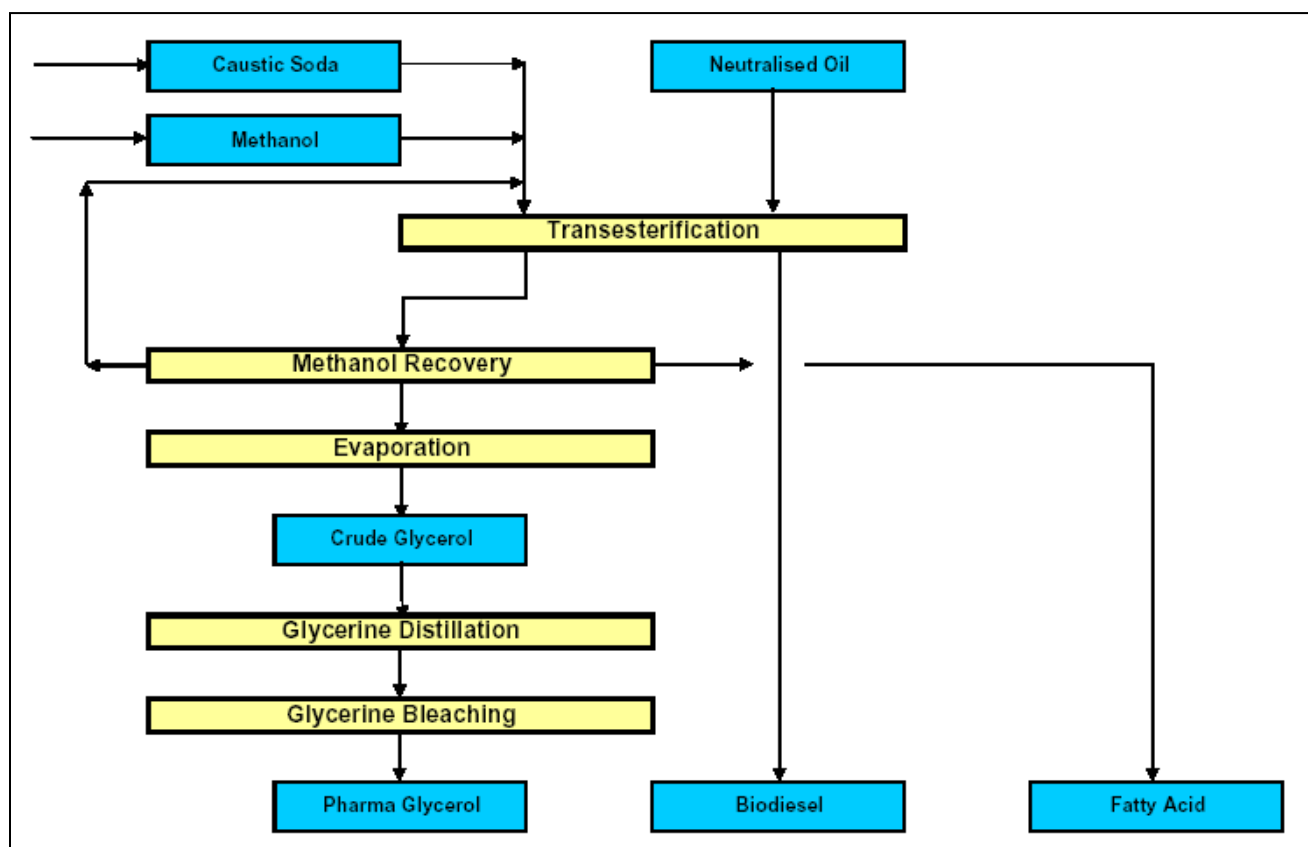 Caustic Soda
Neutralised Oil
Methanol
Transesterification
Methanol Recovery
Evaporation
Crude Glycerol
Glycerine Distillation
Glycerine Bleaching
Pharma Glycerol
Biodiesel
Fatty Acid